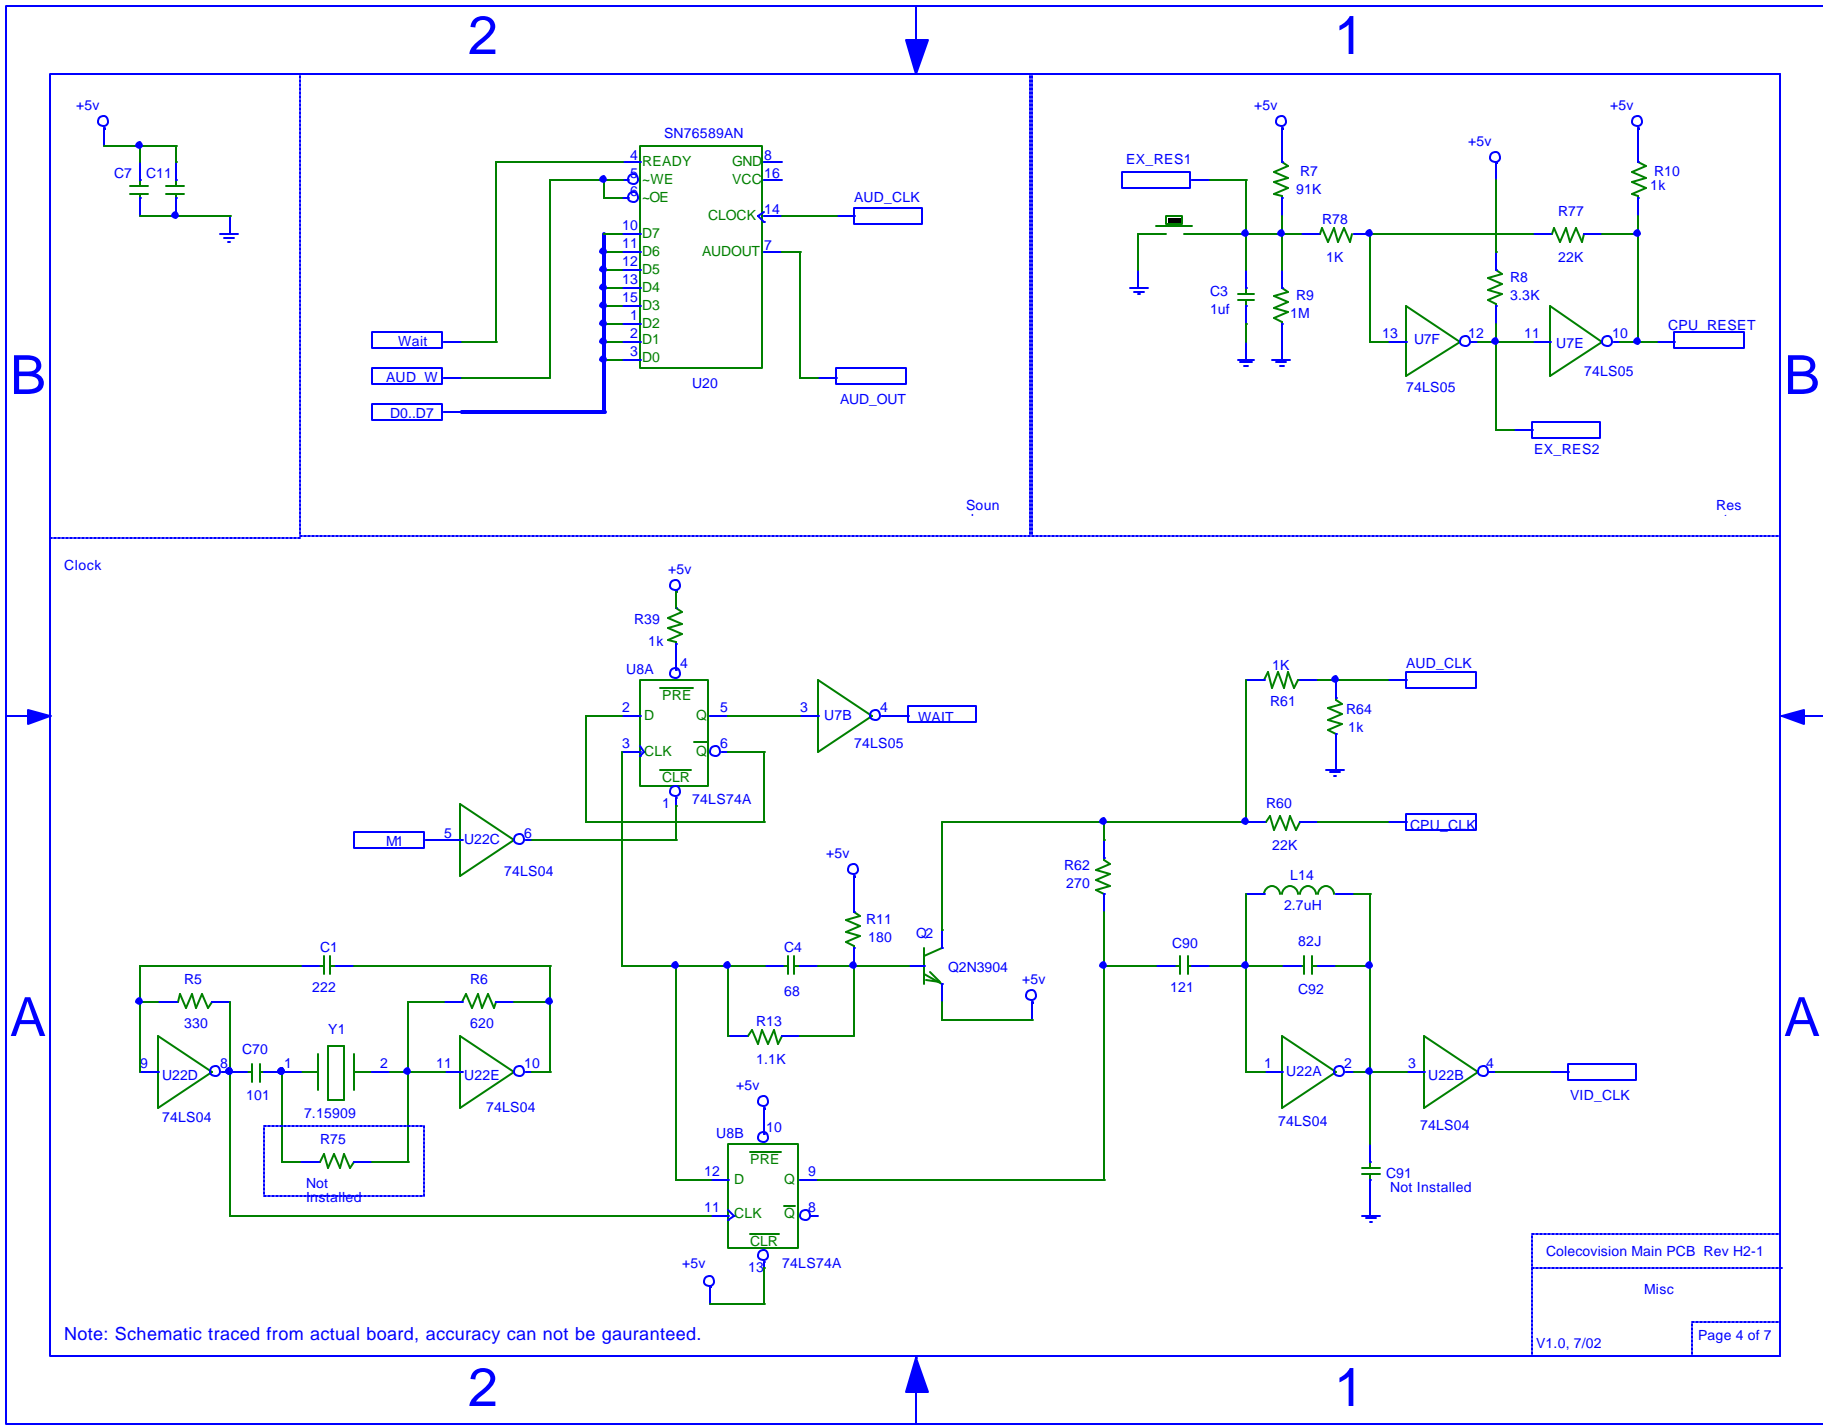 2
1
+5v
C7
C11
SN76589AN
4 READY
5 ~WE
6 ~OE
10 D7
11 D6
12 D5
13 D4
15 D3
1 D2
2 D1
3 D0
GND 8
VCC 16
CLOCK 14
AUDOUT 7
U20
AUD_CLK
AUD_OUT
Wait
AUD_W
D0..D7
Soun
EX_RES1
+5v
R7
91K
R78
1K
C3
1uf
R9
1M
+5v
R8
3.3K
R77
22K
+5v
R10
1k
13 U7F 12
74LS05
11 U7E 10
74LS05
CPU_RESET
EX_RES2
Res
B
B
Clock
+5v
R39
1k
U8A
4
PRE
2 D
Q 5
3 CLK
Q 6
CLR
1
74LS74A
3 U7B 4
74LS05
WAIT
M1
5 U22C 6
74LS04
1K
R61
AUD_CLK
R64
1k
R60
22K
CPU_CLK
R62
270
L14
2.7uH
+5v
R11
180
C4
68
R13
1.1K
Q2
Q2N3904
+5v
C90
121
82J
C92
C1
222
R5
330
R6
620
9 U22D 8
74LS04
C70
101
1 Y1 2
7.15909
R75
Not
Installed
11 U22E 10
74LS04
+5v
U8B
10
PRE
12 D
Q 9
11 CLK
Q 8
CLR
13
74LS74A
+5v
1 U22A 2
74LS04
3 U22B 4
74LS04
VID_CLK
C91
Not Installed
A
A
Colecovision Main PCB Rev H2-1
Misc
V1.0, 7/02
Page 4 of 7
Note: Schematic traced from actual board, accuracy can not be gauranteed.
2
1